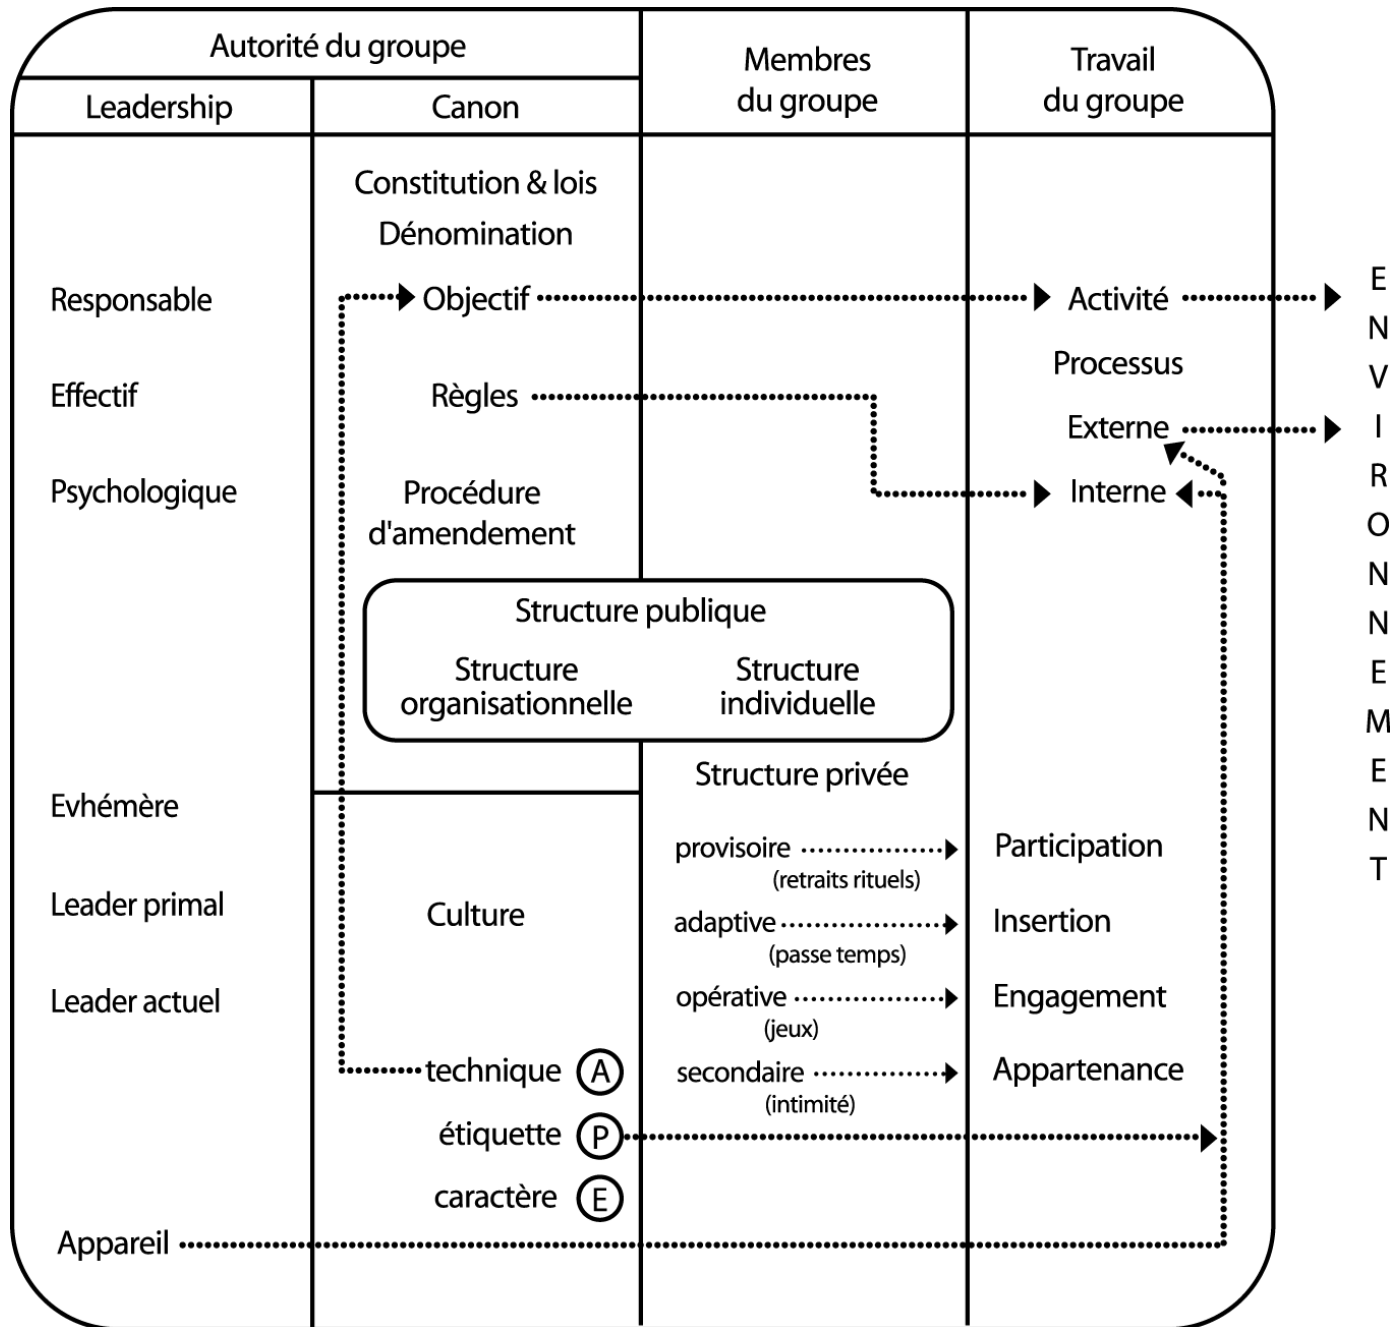 Autorité du groupe
Leadership
Canon
Membres
du groupe
Travail
du groupe
Responsable
Effectif
Psychologique
Evhémère
Leader primal
Leader actuel
Appareil
Constitution & lois
Dénomination
Objectif
Règles
Procédure
d'amendement
Structure publique
Structure
organisationnelle
Structure
individuelle
Culture
technique A
étiquette P
caractère E
Structure privée
provisoire
(retraits rituels)
adaptive
(passe temps)
opérative
(jeux)
secondaire
(intimité)
Activité
Processus
Externe
Interne
Participation
Insertion
Engagement
Appartenance
ENVIRONNEMENT